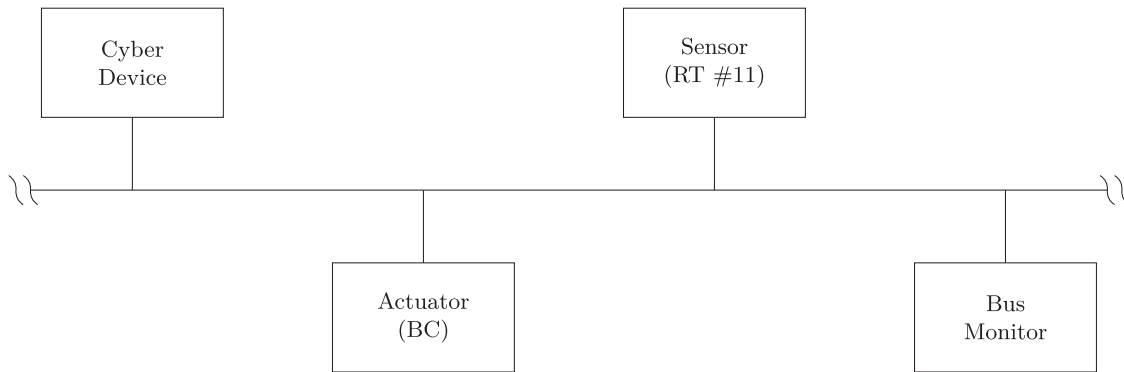 Cyber
Device
Sensor
(RT #11)
Actuator
(BC)
Bus
Monitor